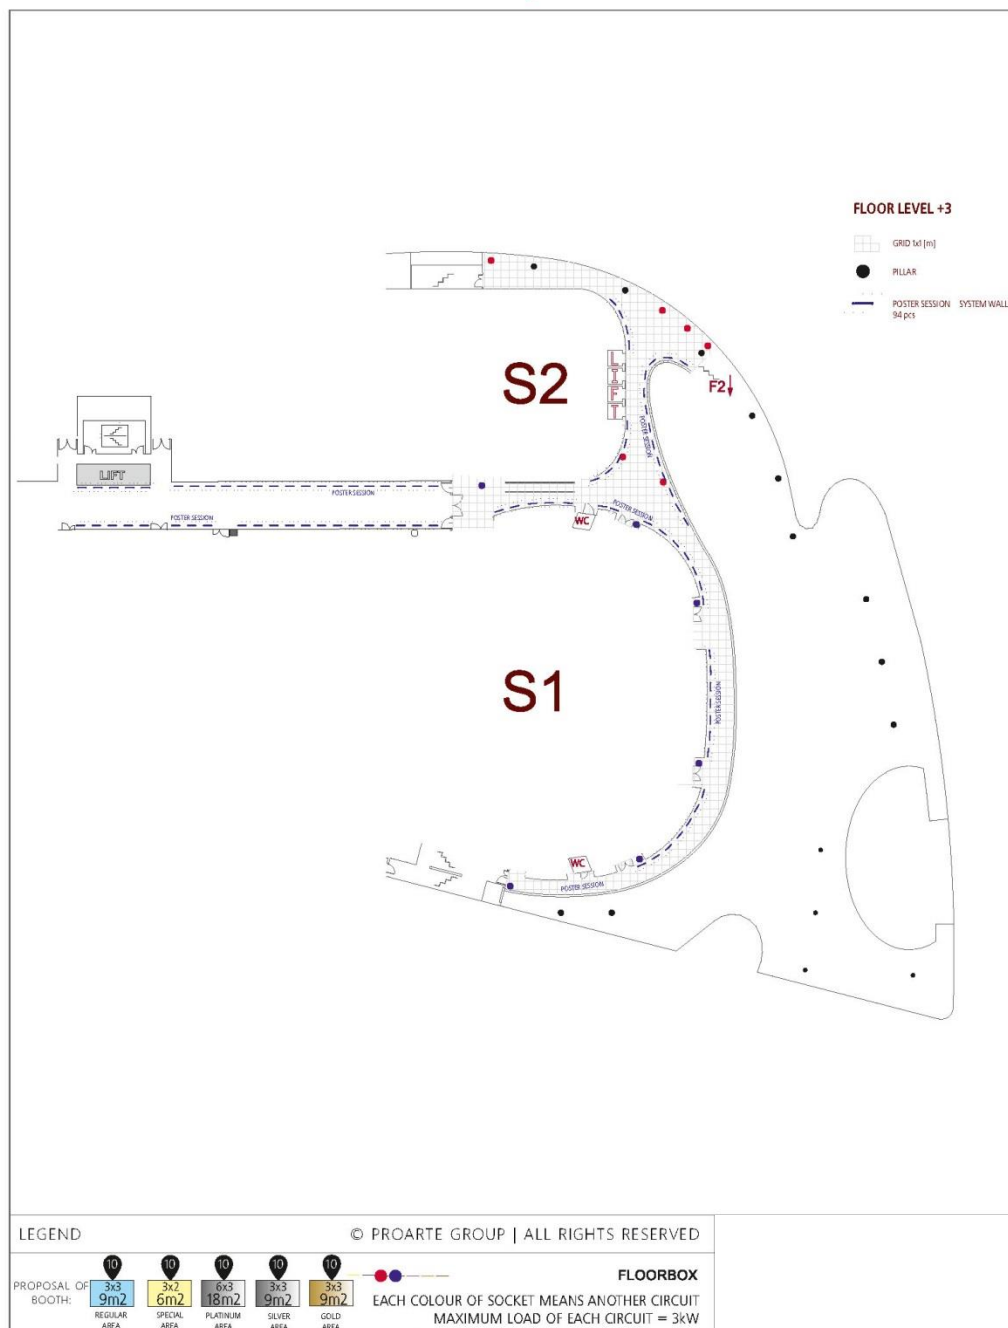 FLOOR LEVEL +3
GRID 1x1 [m]
PILLAR
POSTER SESSION SYSTEM WALL
94 pcs
S2
LIFT
F2
POSTER SESSION
LIFT
POSTER SESSION
POSTER SESSION
POSTER SESSION
WC
S1
POSTER SESSION
WC
POSTER SESSION
LEGEND
© PROARTE GROUP | ALL RIGHTS RESERVED
PROPOSAL OF BOOTH:
10
3x3
9m2
REGULAR
AREA
10
3x2
6m2
SPECIAL
AREA
10
6x3
18m2
PLATINUM
AREA
10
3x3
9m2
SILVER
AREA
10
3x3
9m2
GOLD
AREA
FLOORBOX
EACH COLOUR OF SOCKET MEANS ANOTHER CIRCUIT
MAXIMUM LOAD OF EACH CIRCUIT = 3kW